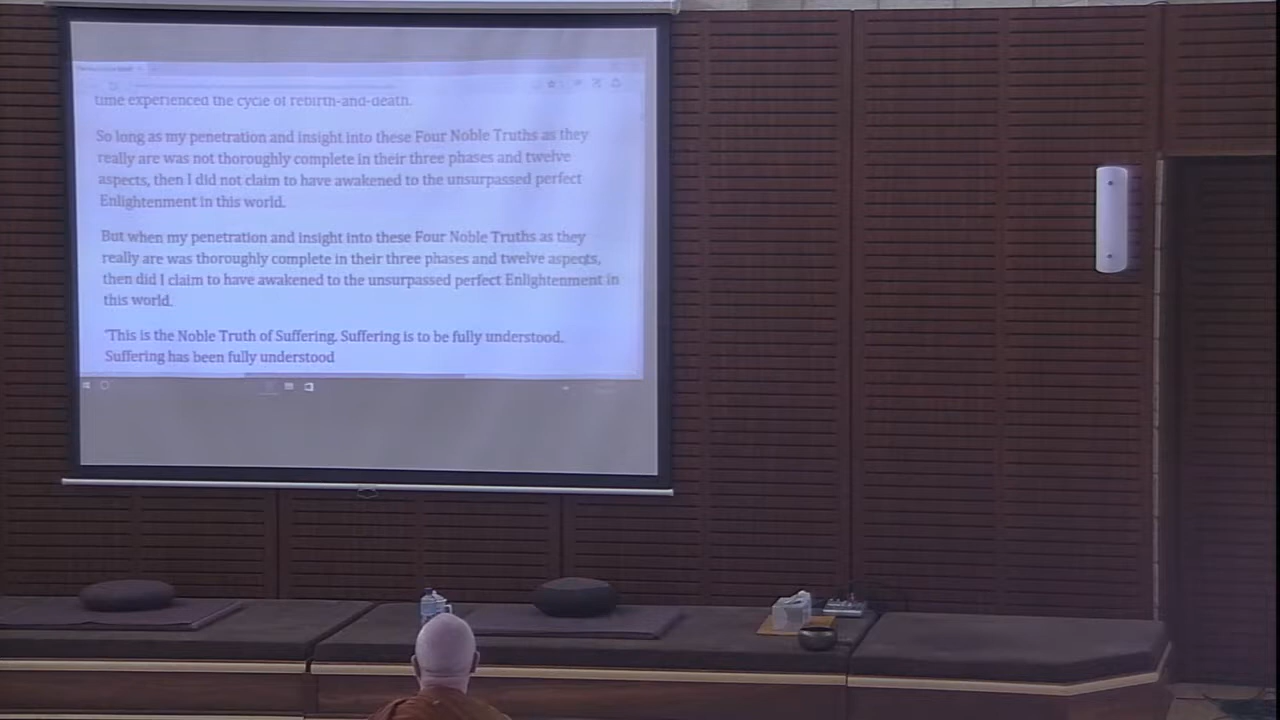 time experienced the cycle of rebirth-and-death.
So long as my penetration and insight into these Four Noble Truths as they
really are was not thoroughly complete in their three phases and twelve
aspects, then I did not claim to have awakened to the unsurpassed perfect
Enlightenment in this world.
But when my penetration and insight into these Four Noble Truths as they
really are was thoroughly complete in their three phases and twelve aspects,
then did I claim to have awakened to the unsurpassed perfect Enlightenment in
this world.
'This is the Noble Truth of Suffering. Suffering is to be fully understood.
Suffering has been fully understood